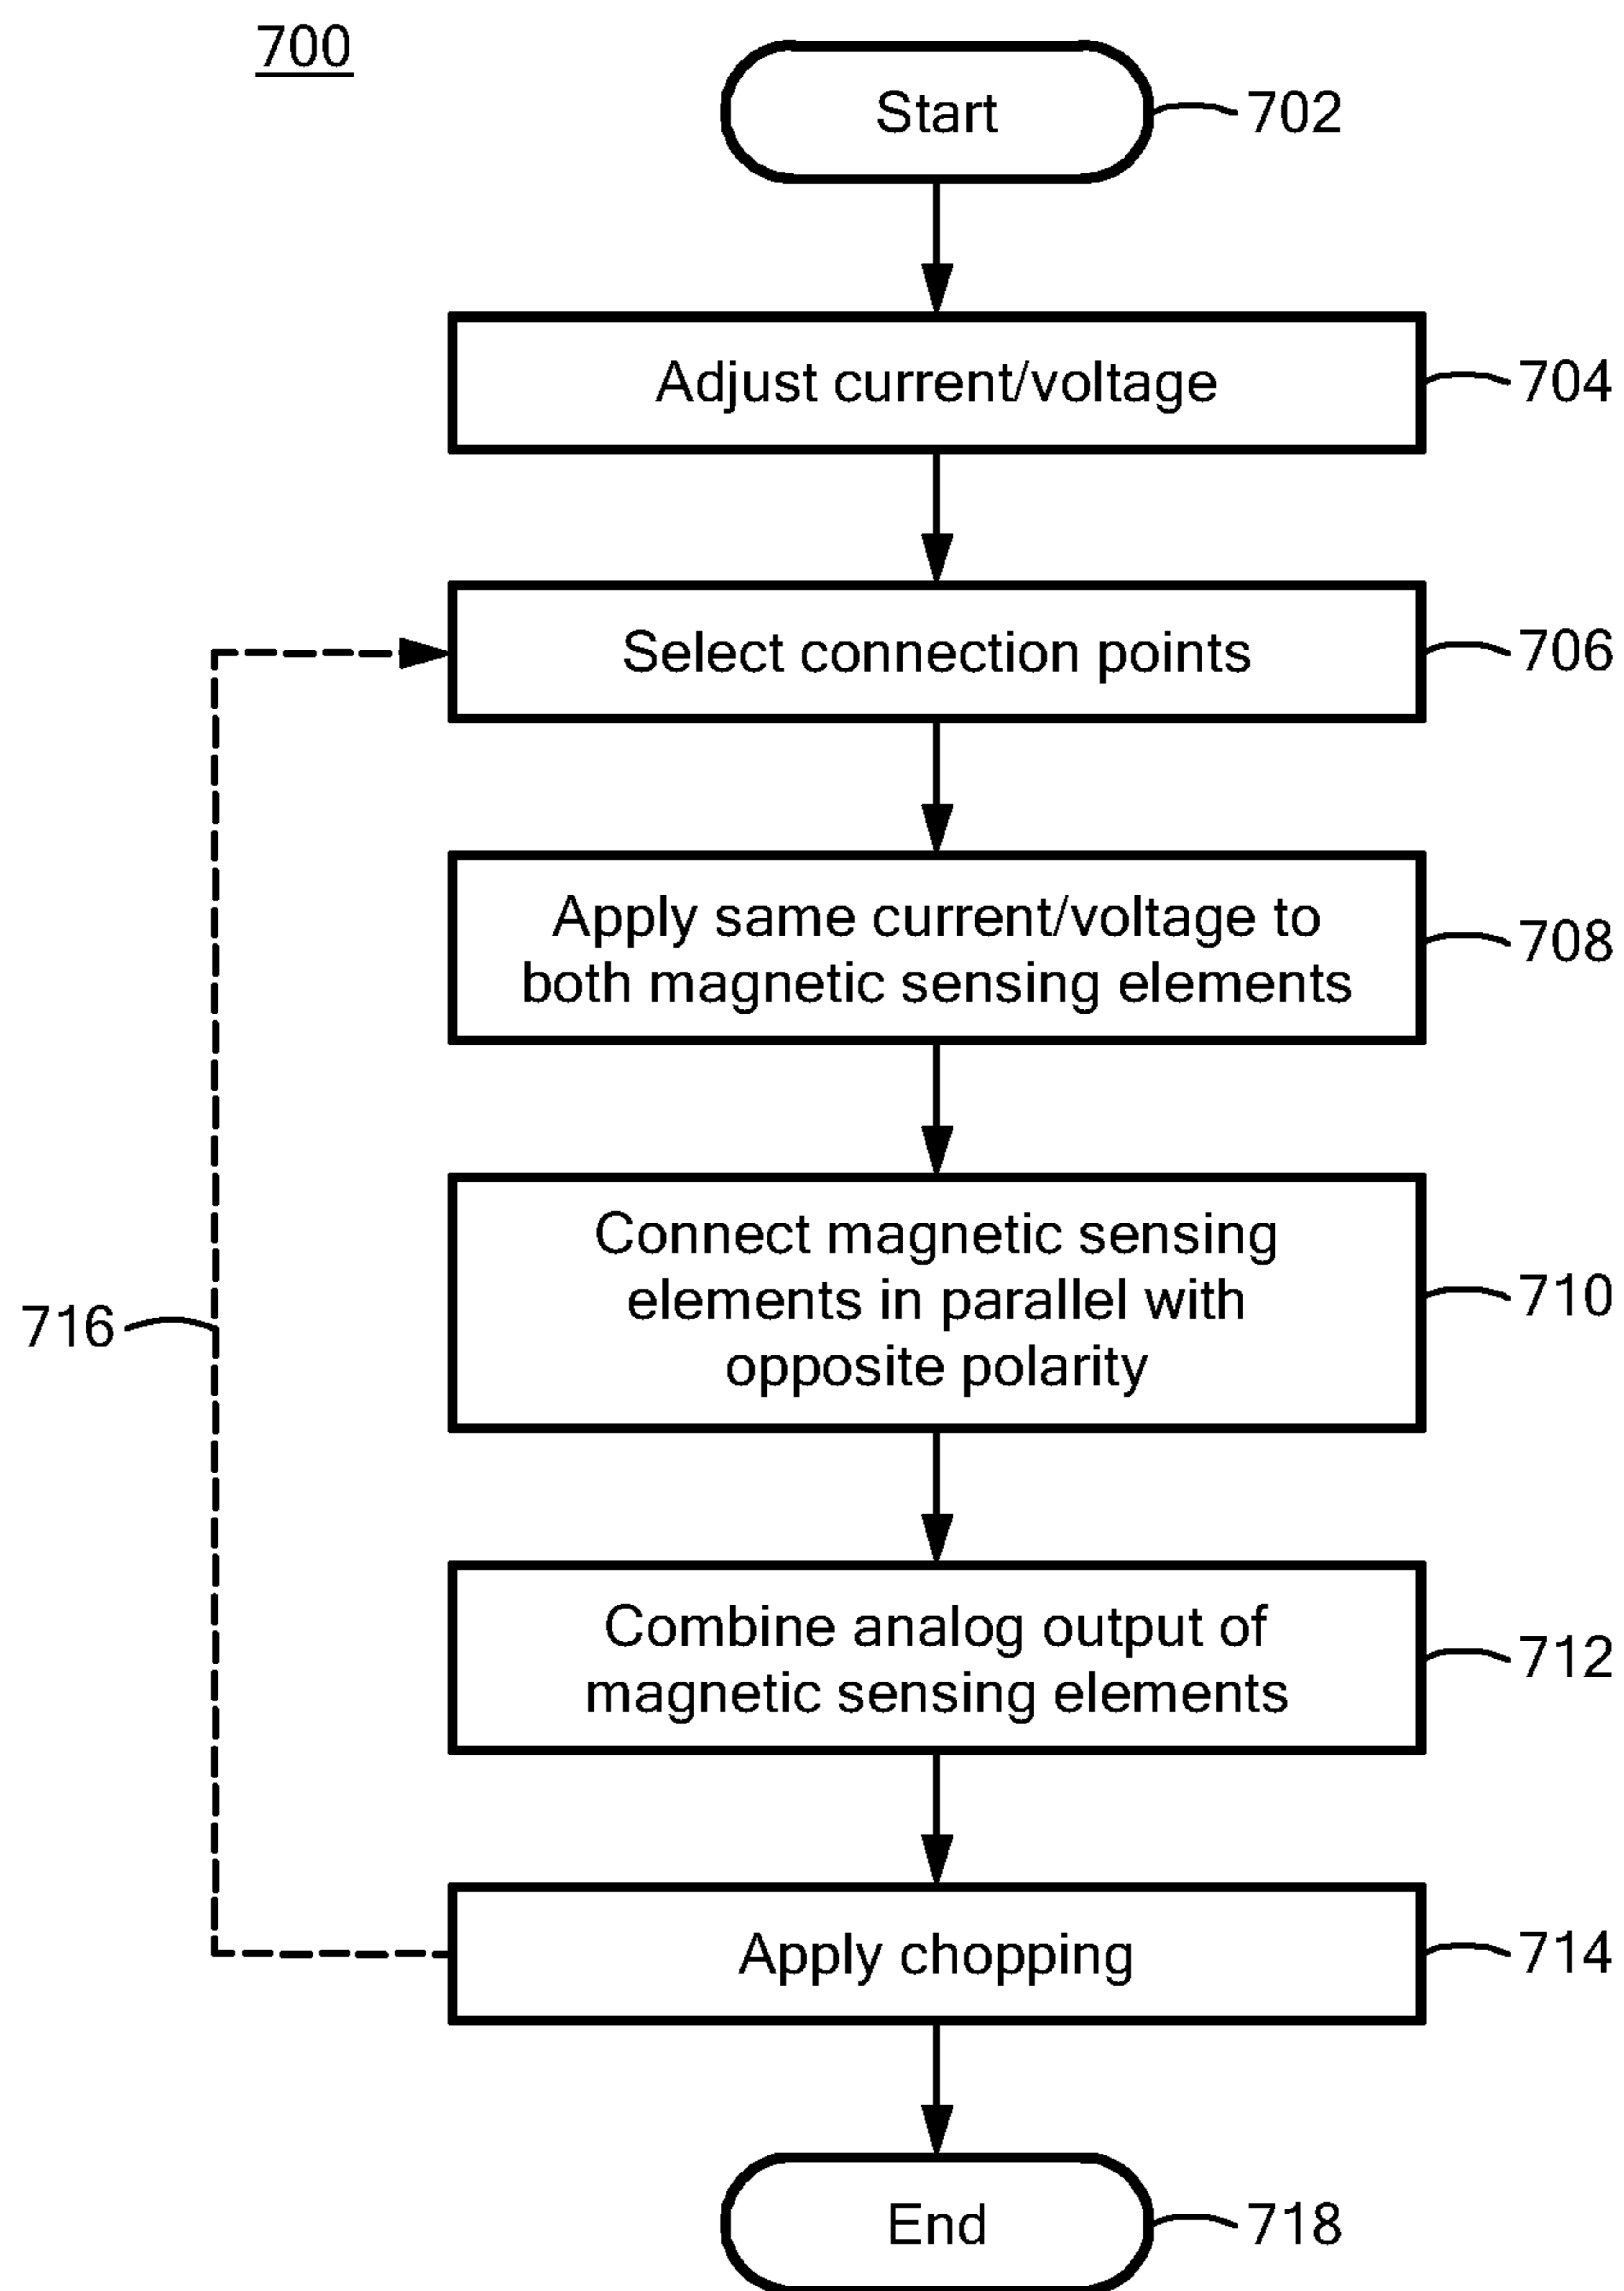 700
Start
702
Adjust current/voltage
704
Select connection points
706
Apply same current/voltage to
both magnetic sensing elements
708
Connect magnetic sensing
elements in parallel with
opposite polarity
710
716
Combine analog output of
magnetic sensing elements
712
Apply chopping
714
End
718